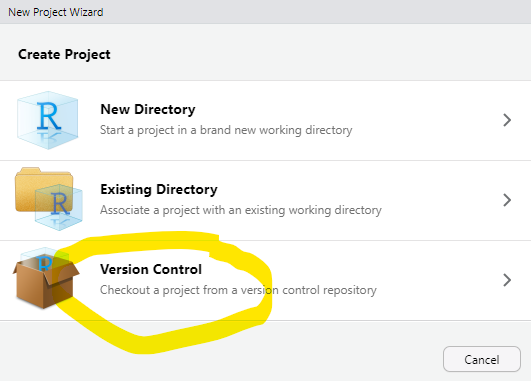 New Project Wizard
Create Project
R
New Directory
Start a project in a brand new working directory
R
Existing Directory
Associate a project with an existing working directory
R
Version Control
Checkout a project from a version control repository
Cancel